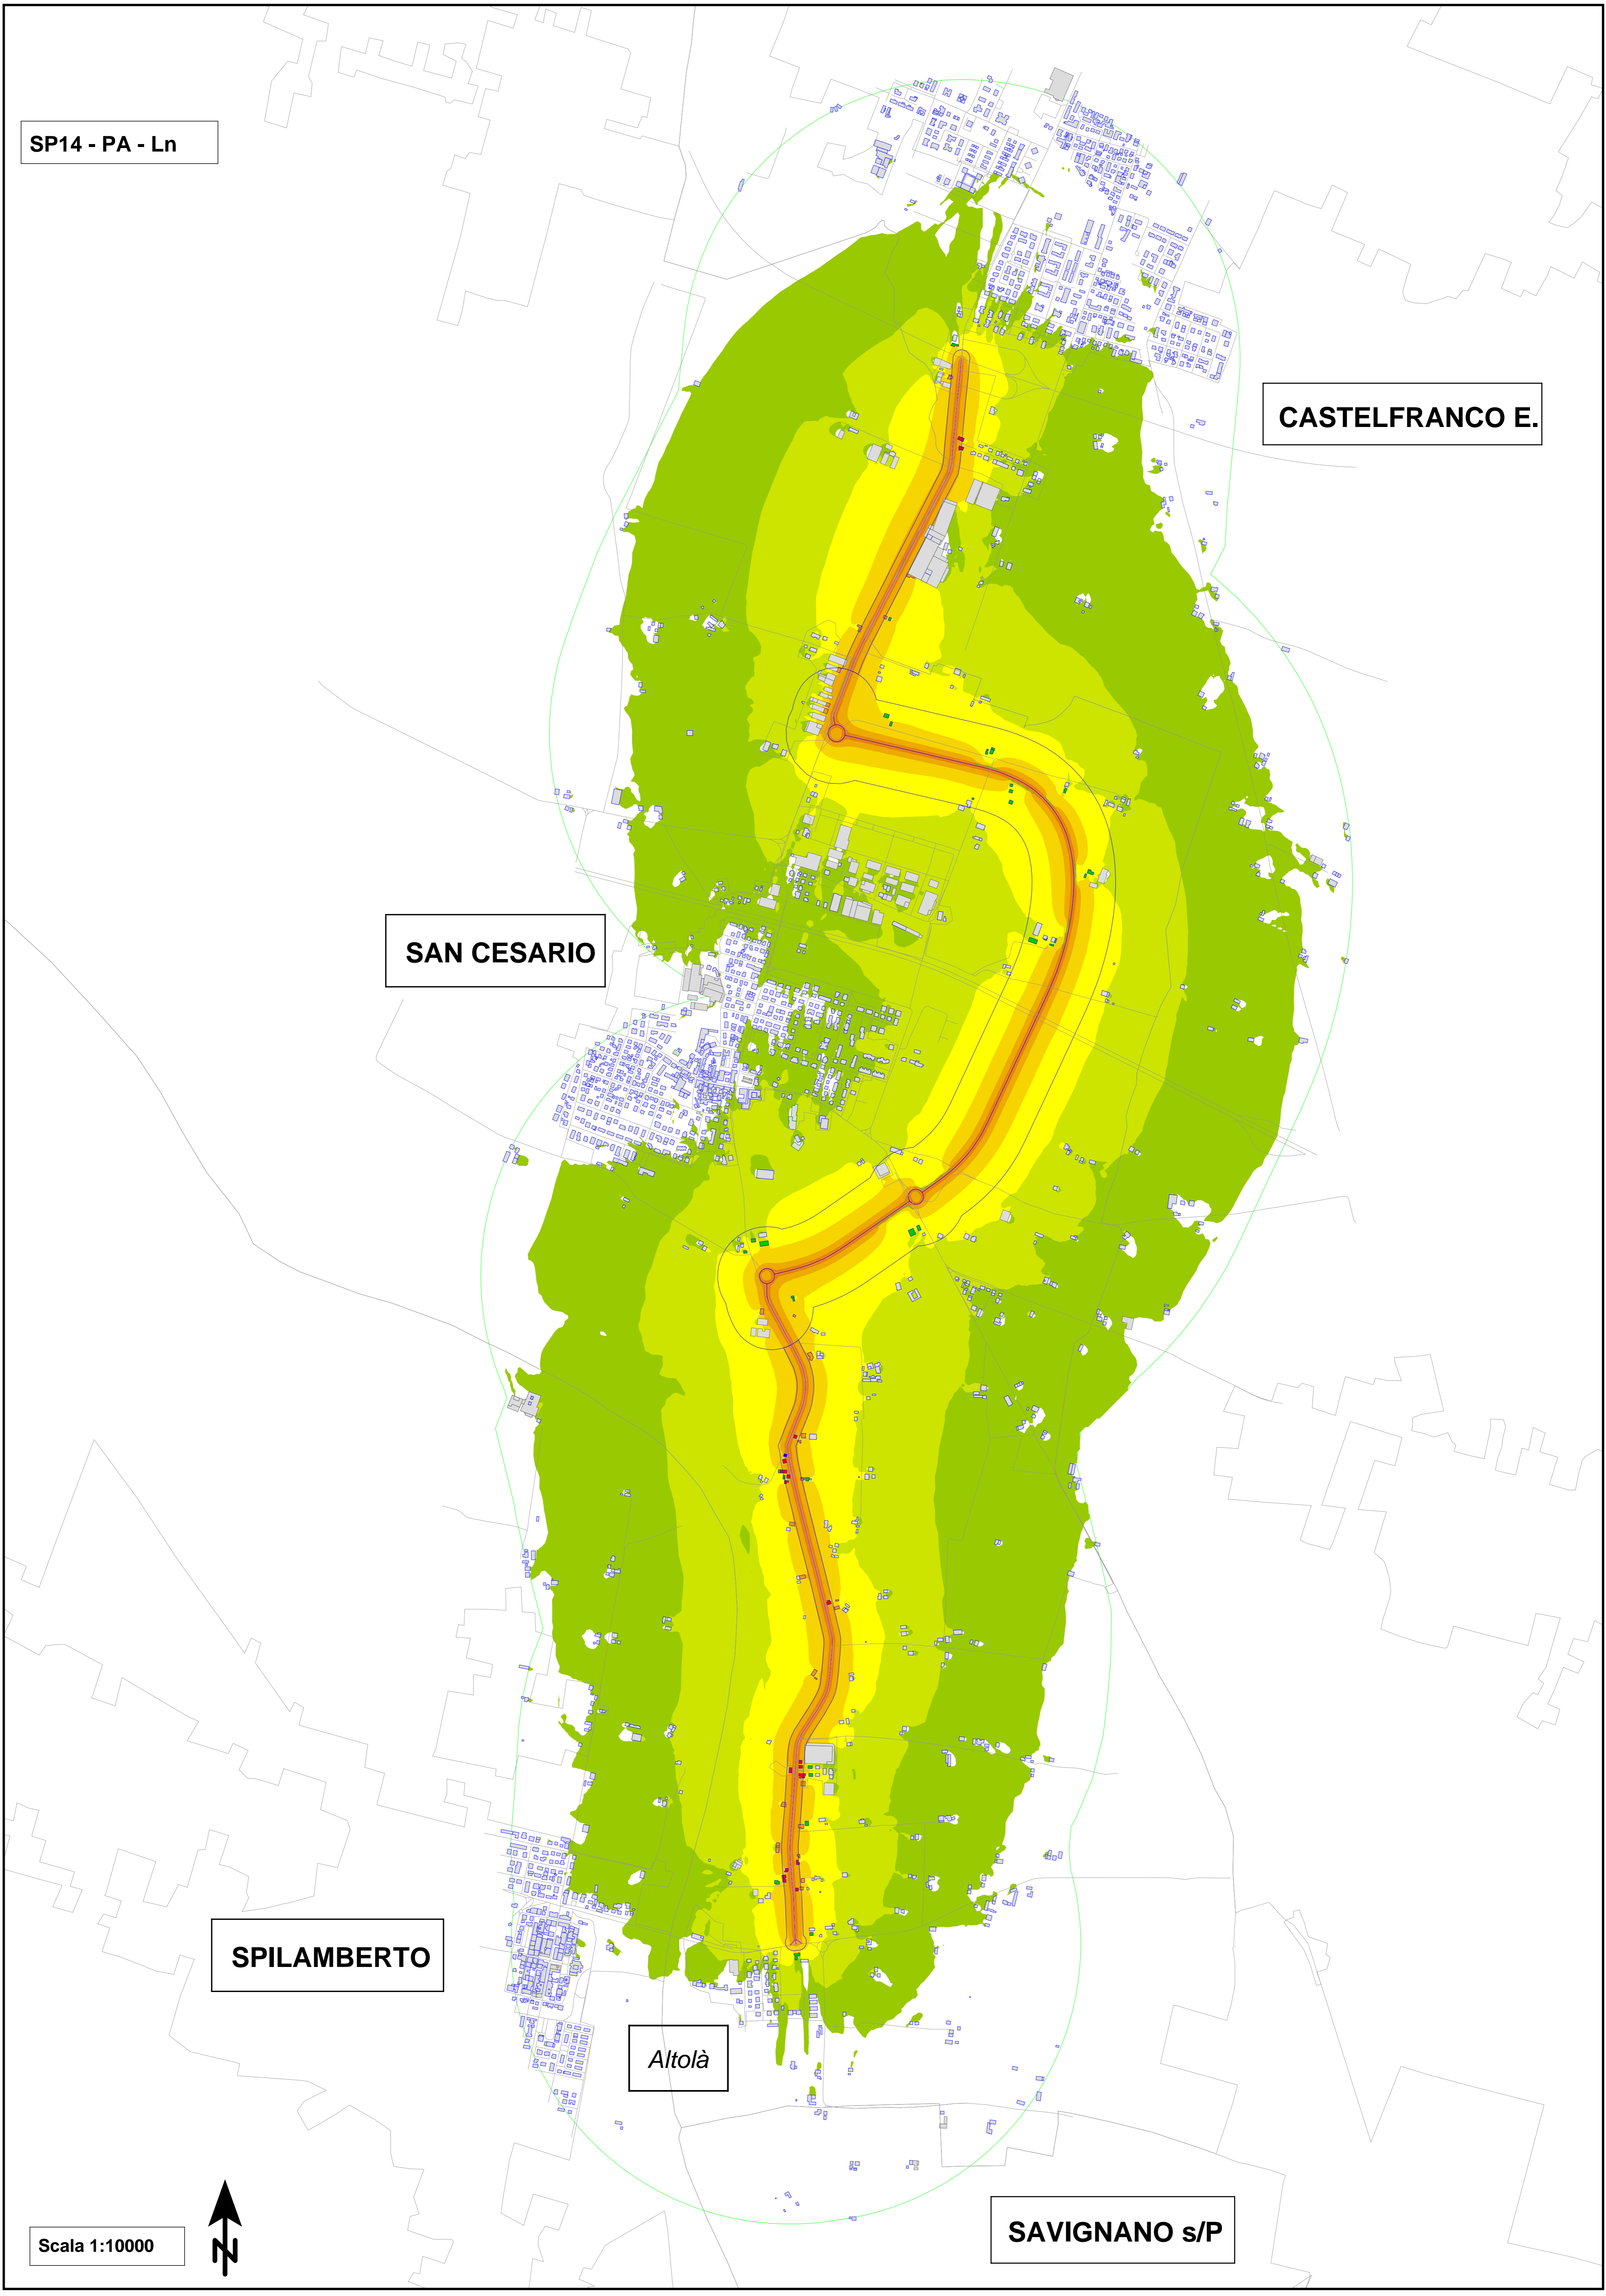 SP14 - PA - Ln
CASTELFRANCO E.
SAN CESARIO
SPILAMBERTO
Altolà
SAVIGNANO s/P
Scala 1:10000
N